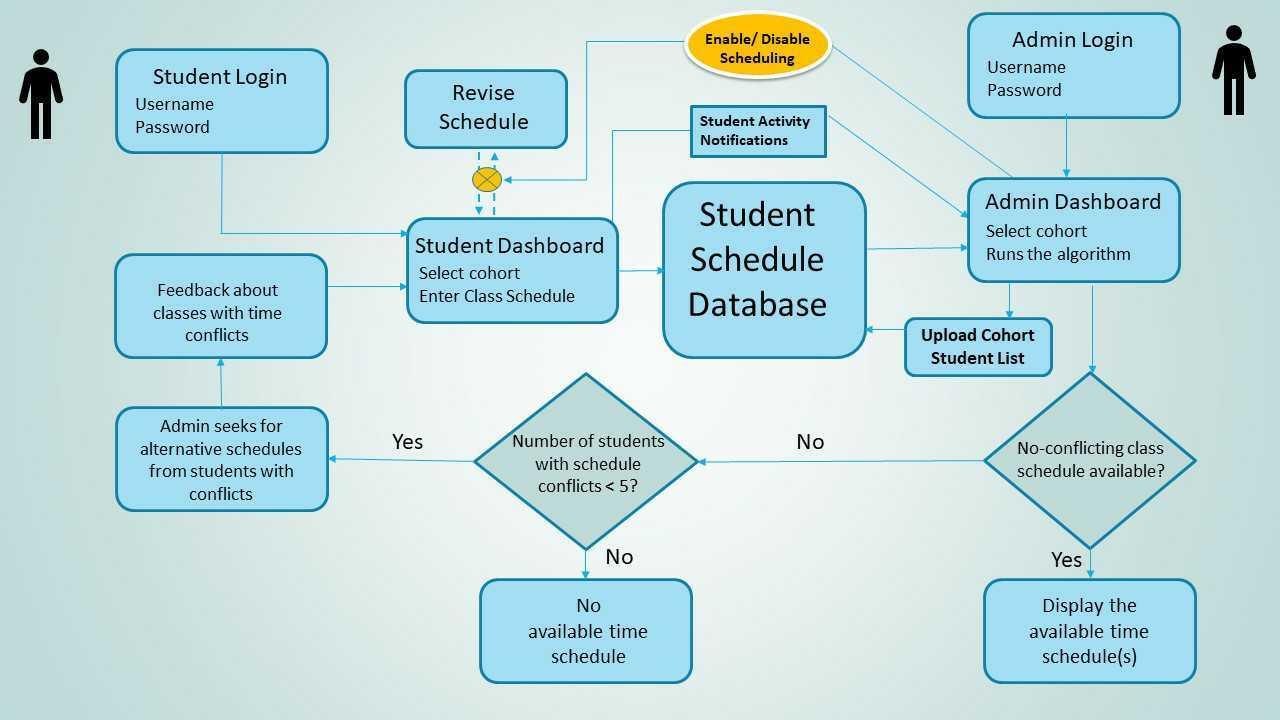 Enable/ Disable
Scheduling
Admin Login
Username
Password
Student Login
Username
Password
Revise
Schedule
Student Activity
Notifications
Student
Schedule
Database
Admin Dashboard
Select cohort
Runs the algorithm
Student Dashboard
Select cohort
Enter Class Schedule
Feedback about
classes with time
conflicts
Upload Cohort
Student List
Admin seeks for
alternative schedules
from students with
conflicts
Yes
Number of students
with schedule
conflicts < 5?
No
No-conflicting class
schedule available?
No
Yes
No
available time
schedule
Display the
available time
schedule(s)